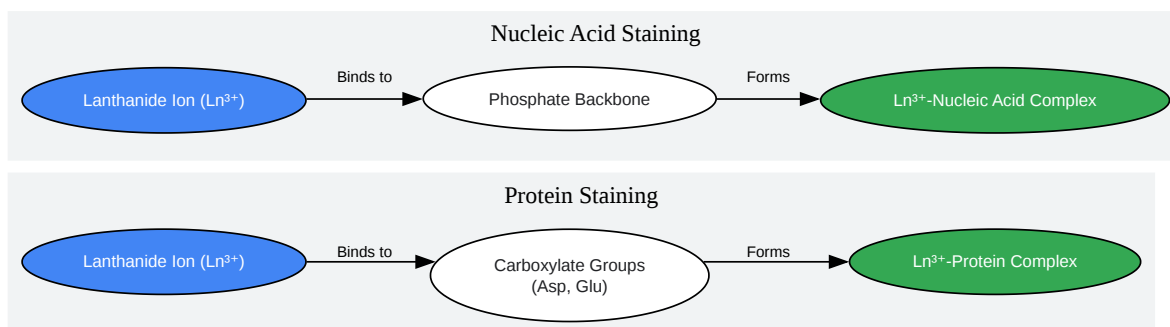 Nucleic Acid Staining
Lanthanide Ion (Ln³⁺)
Binds to
Phosphate Backbone
Forms
Ln³⁺-Nucleic Acid Complex
Protein Staining
Lanthanide Ion (Ln³⁺)
Binds to
Carboxylate Groups
(Asp, Glu)
Forms
Ln³⁺-Protein Complex